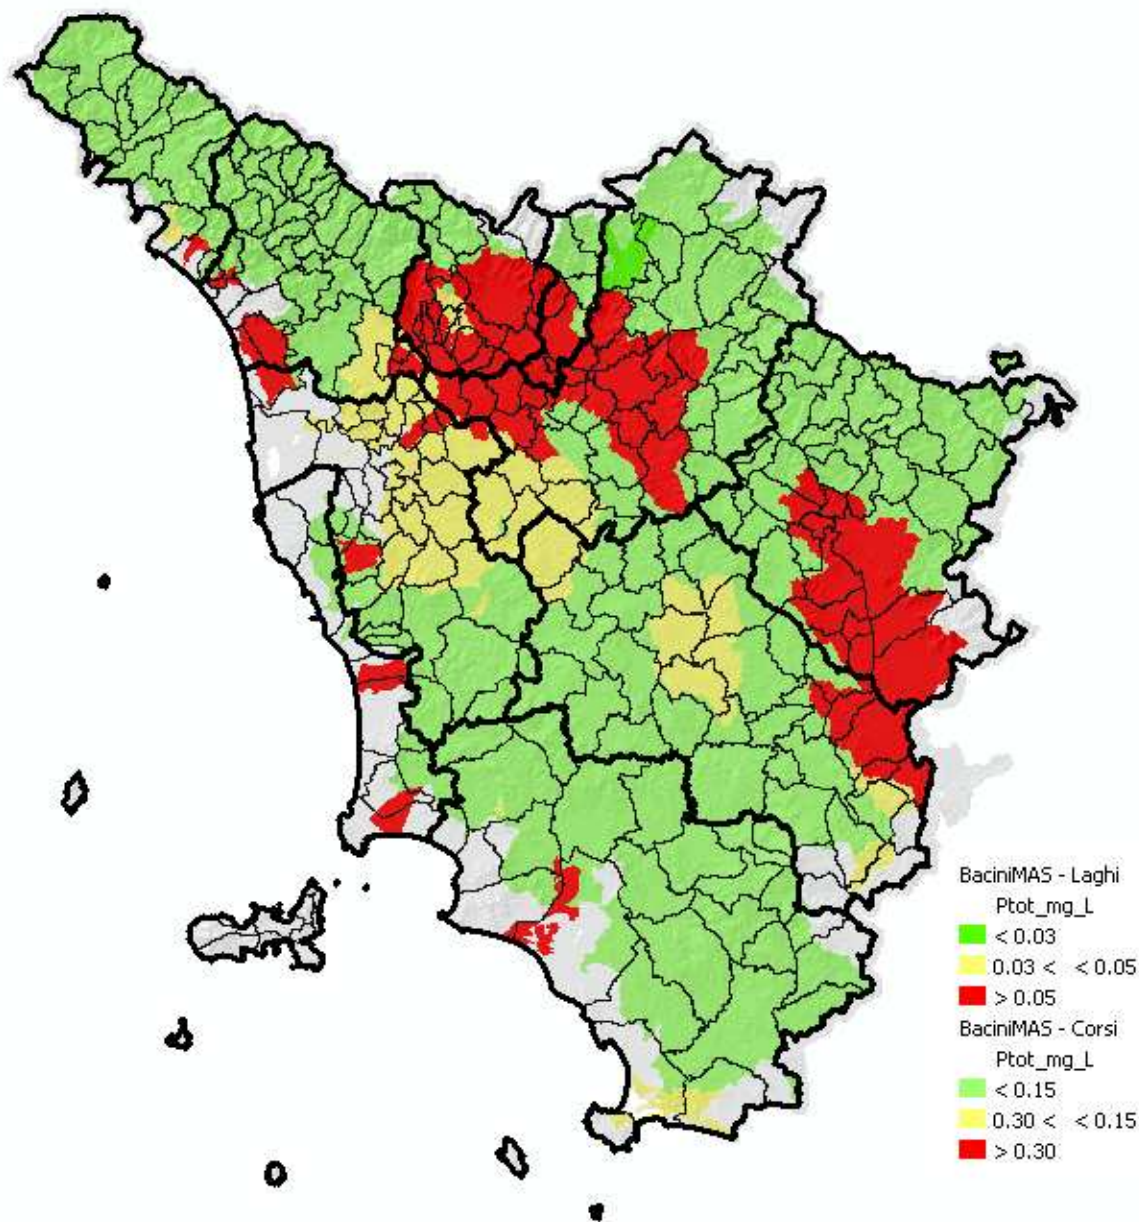 BaciniMAS - Laghi
Ptot_mg_L
< 0.03
0.03 < < 0.05
> 0.05
BaciniMAS - Corsi
Ptot_mg_L
< 0.15
0.30 < < 0.15
> 0.30